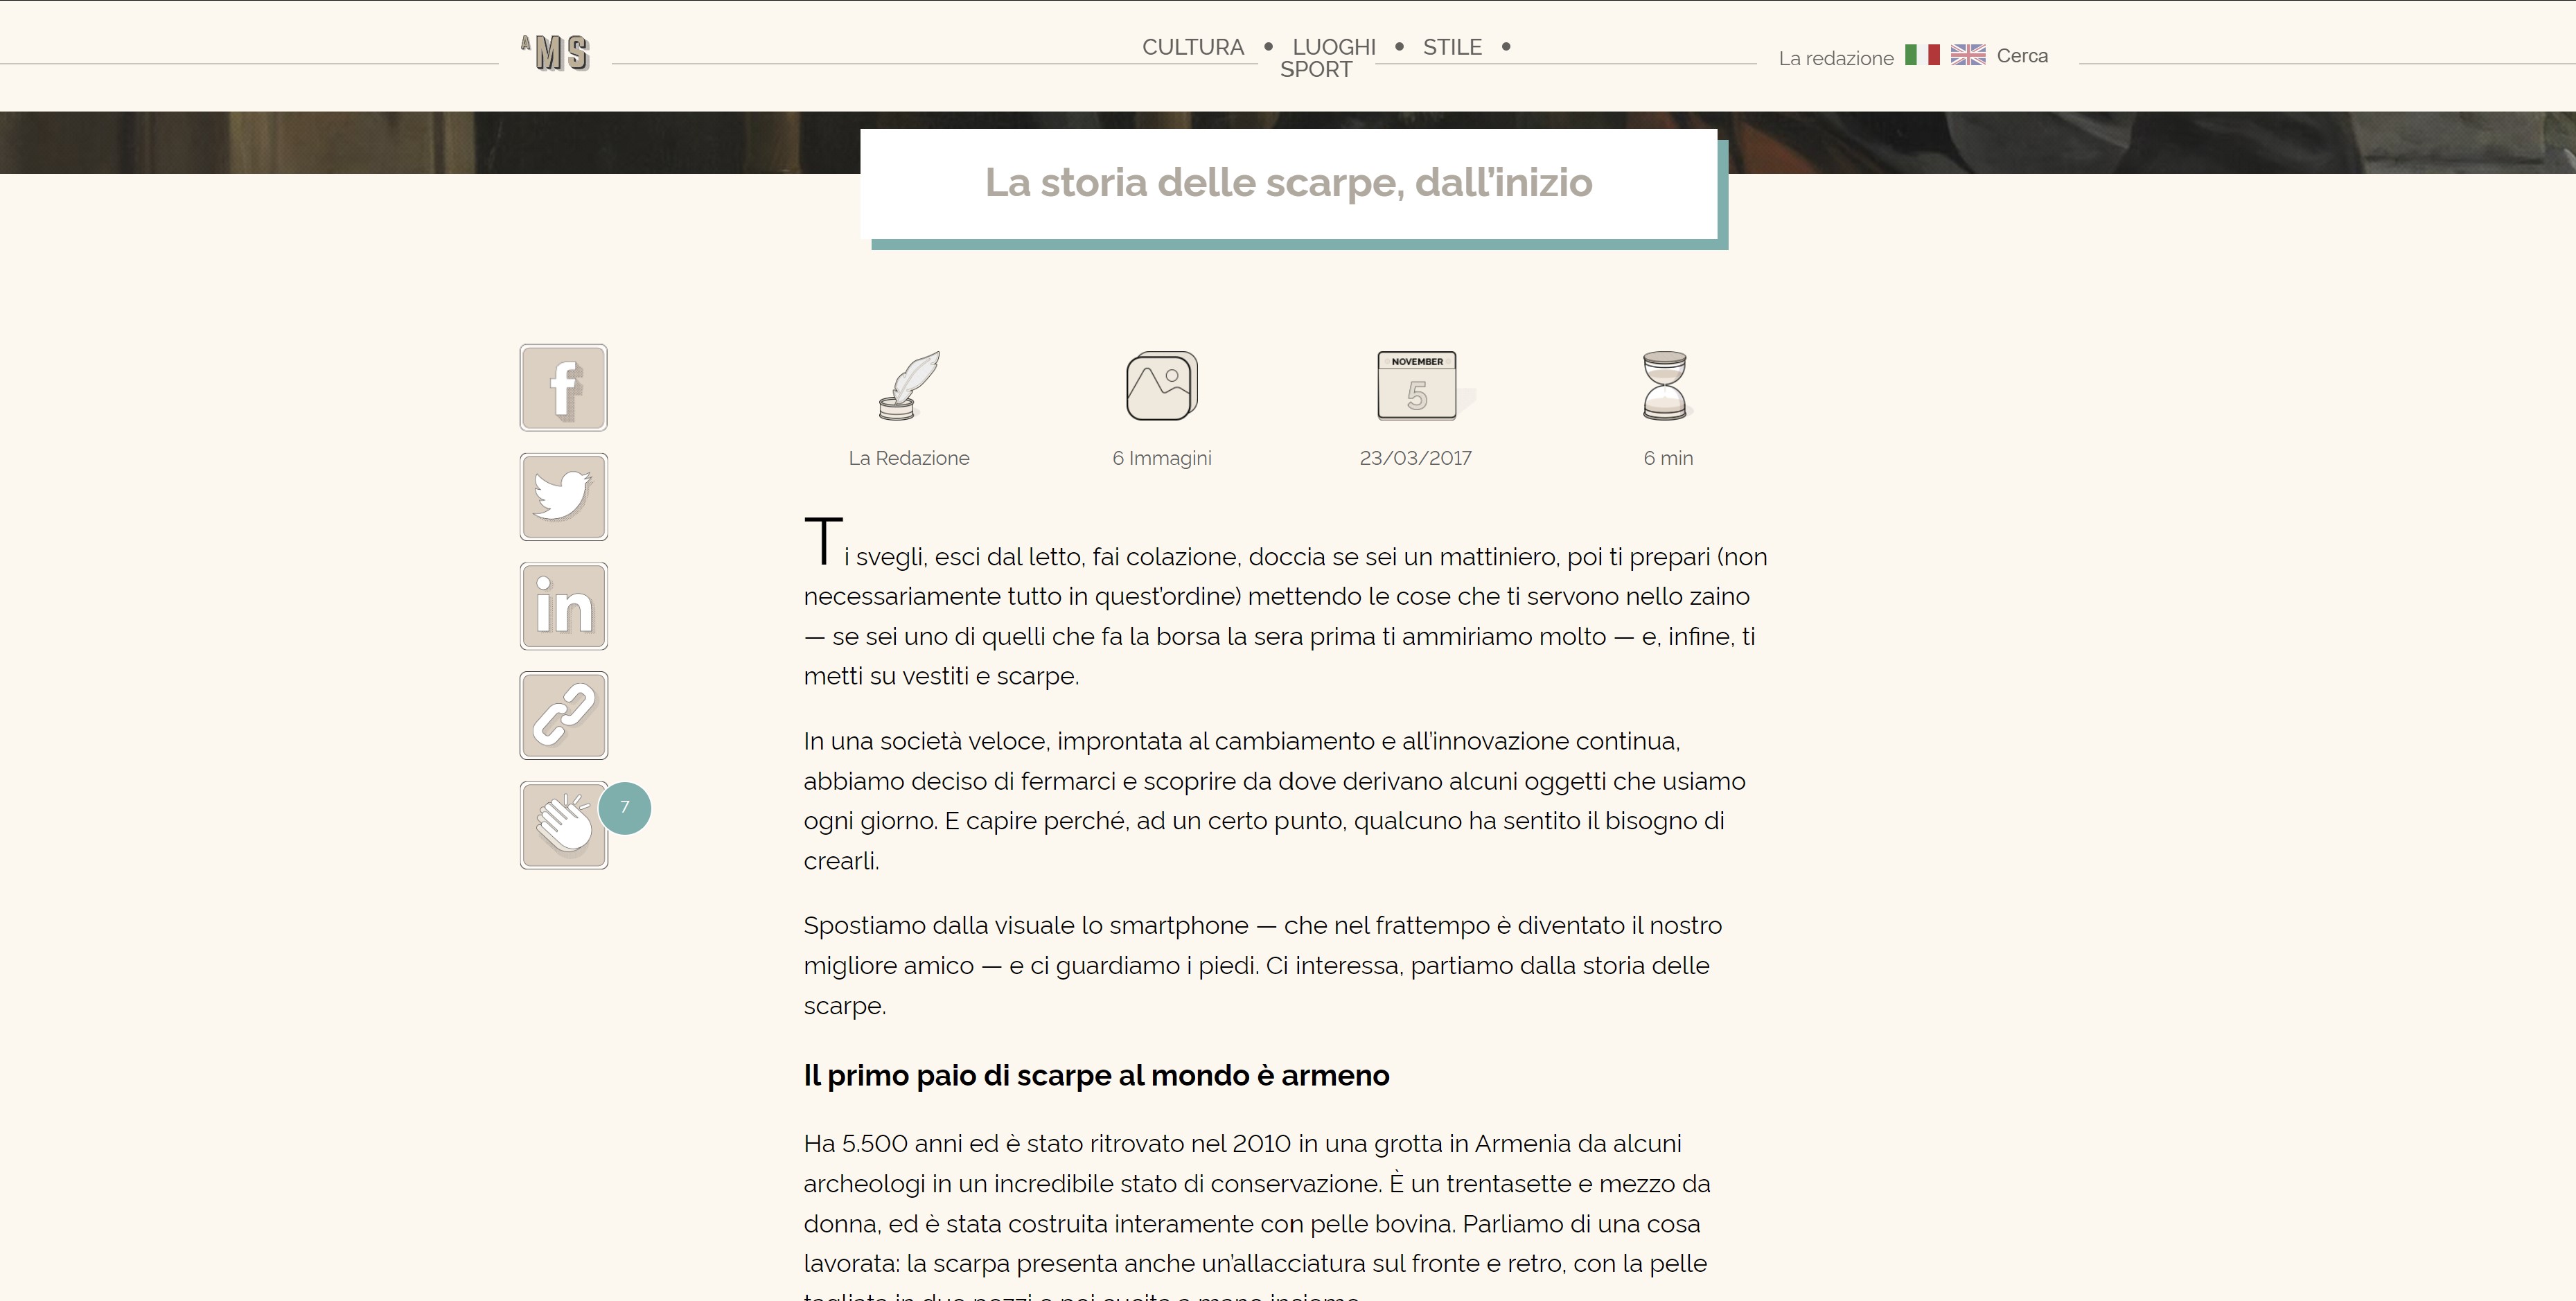 A MS
CULTURA • LUOGHI • STILE •
SPORT
La redazione
Cerca
La storia delle scarpe, dall’inizio
f
in
7
NOVEMBER
5
La Redazione
6 Immagini
23/03/2017
6 min
Ti svegli, esci dal letto, fai colazione, doccia se sei un mattiniero, poi ti prepari (non
necessariamente tutto in quest’ordine) mettendo le cose che ti servono nello zaino
— se sei uno di quelli che fa la borsa la sera prima ti ammiriamo molto — e, infine, ti
metti su vestiti e scarpe.
In una società veloce, improntata al cambiamento e all’innovazione continua,
abbiamo deciso di fermarci e scoprire da dove derivano alcuni oggetti che usiamo
ogni giorno. E capire perché, ad un certo punto, qualcuno ha sentito il bisogno di
crearli.
Spostiamo dalla visuale lo smartphone — che nel frattempo è diventato il nostro
migliore amico — e ci guardiamo i piedi. Ci interessa, partiamo dalla storia delle
scarpe.
Il primo paio di scarpe al mondo è armeno
Ha 5.500 anni ed è stato ritrovato nel 2010 in una grotta in Armenia da alcuni
archeologi in un incredibile stato di conservazione. È un trentasette e mezzo da
donna, ed è stata costruita interamente con pelle bovina. Parliamo di una cosa
lavorata: la scarpa presenta anche un’allacciatura sul fronte e retro, con la pelle
tagliata in due pezzi e poi cucita a mano insieme.